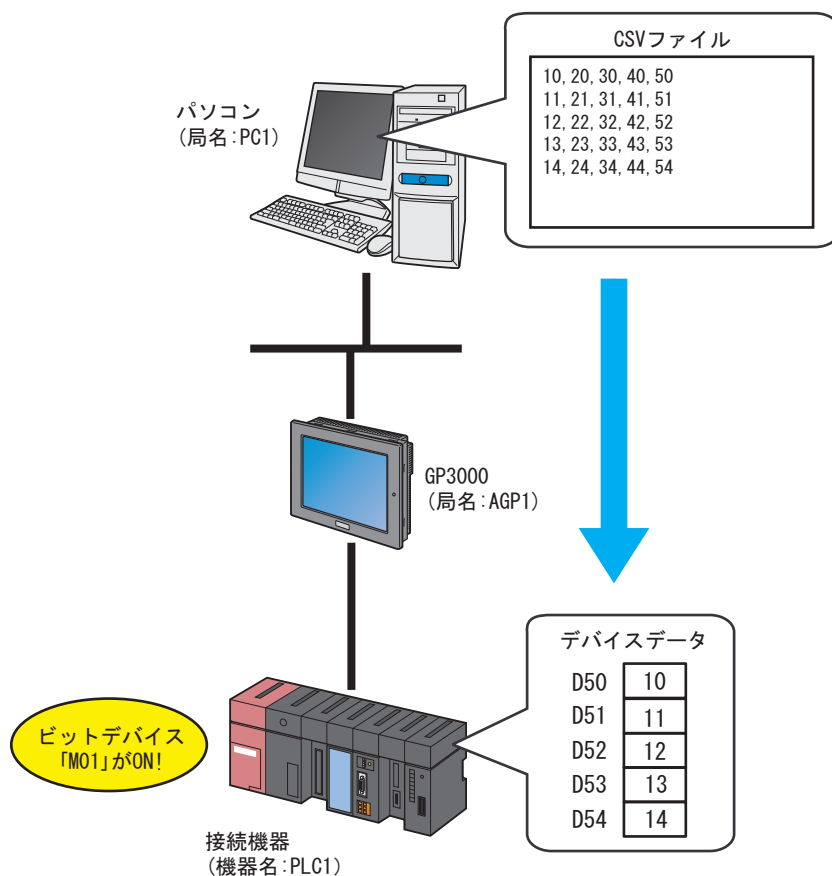 CSVファイル
10, 20, 30, 40, 50
11, 21, 31, 41, 51
12, 22, 32, 42, 52
13, 23, 33, 43, 53
14, 24, 34, 44, 54
パソコン
(局名:PC1)
GP3000
(局名:AGP1)
デバイスデータ
D50 10
D51 11
D52 12
D53 13
D54 14
ビットデバイス
「M01」がON!
接続機器
(機器名:PLC1)